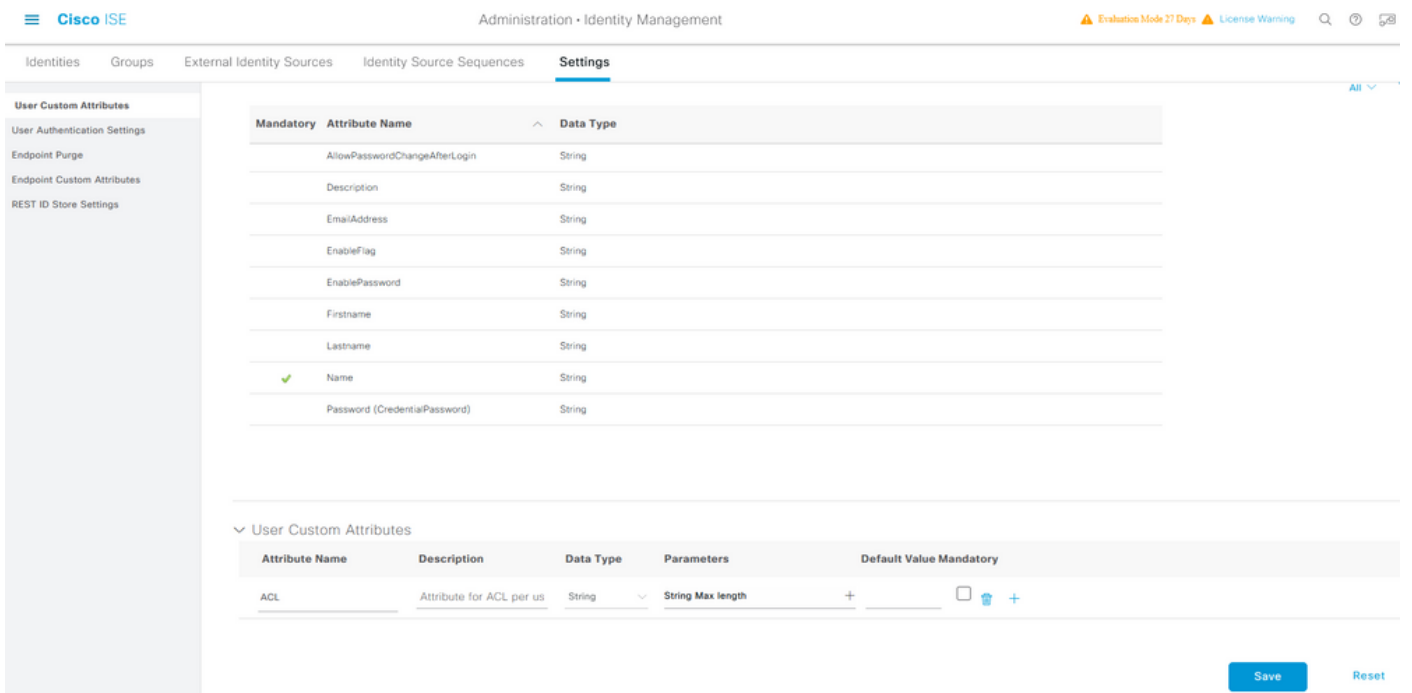 Cisco ISE
Administration · Identity Management
Evaluation Mode 27 Days
License Warning
Identities
Groups
External Identity Sources
Identity Source Sequences
Settings
User Custom Attributes
User Authentication Settings
Endpoint Purge
Endpoint Custom Attributes
REST ID Store Settings
All
Mandatory Attribute Name Data Type
AllowPasswordChangeAfterLogin String
Description String
EmailAddress String
EnableFlag String
EnablePassword String
Firstname String
Lastname String
Name String
Password (CredentialPassword) String
User Custom Attributes
Attribute Name Description Data Type Parameters Default Value Mandatory
ACL Attribute for ACL per us String String Max length
Save Reset